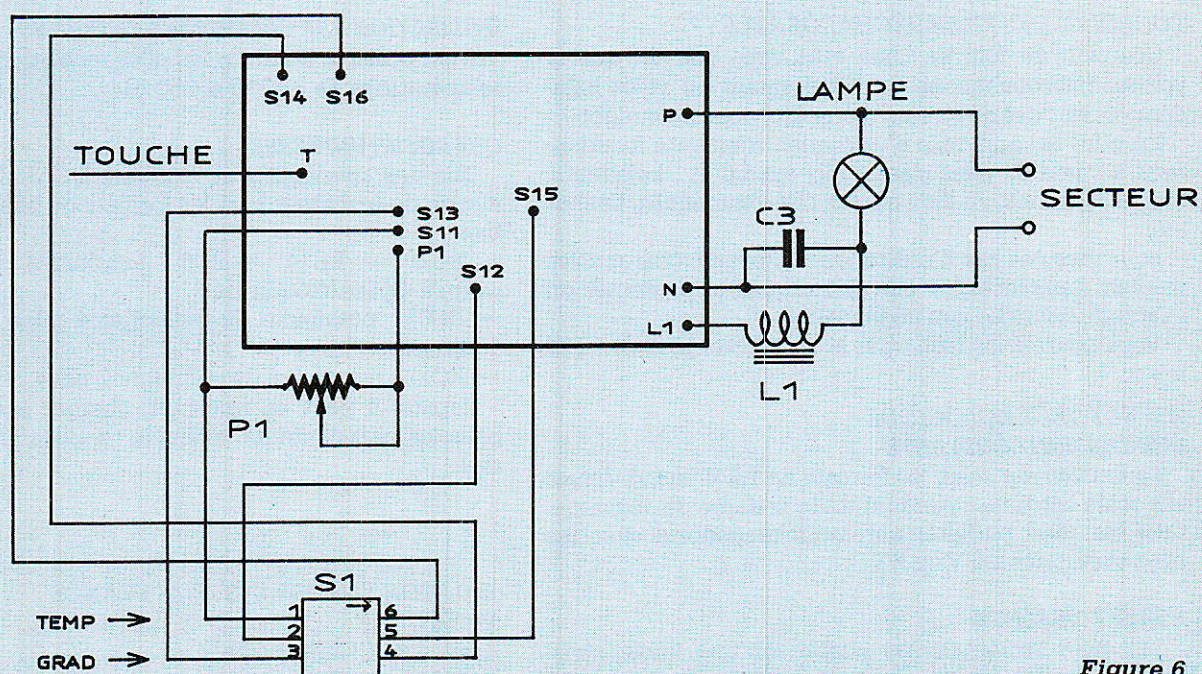 S14 S16
LAMPE
P
TOUCHE T
S15
SECTEUR
C3
S13
S11
P1
S12
N
L1
L1
P1
S1
TEMP → 1 → 6
2 5
GRAD → 3 4
Figure 6